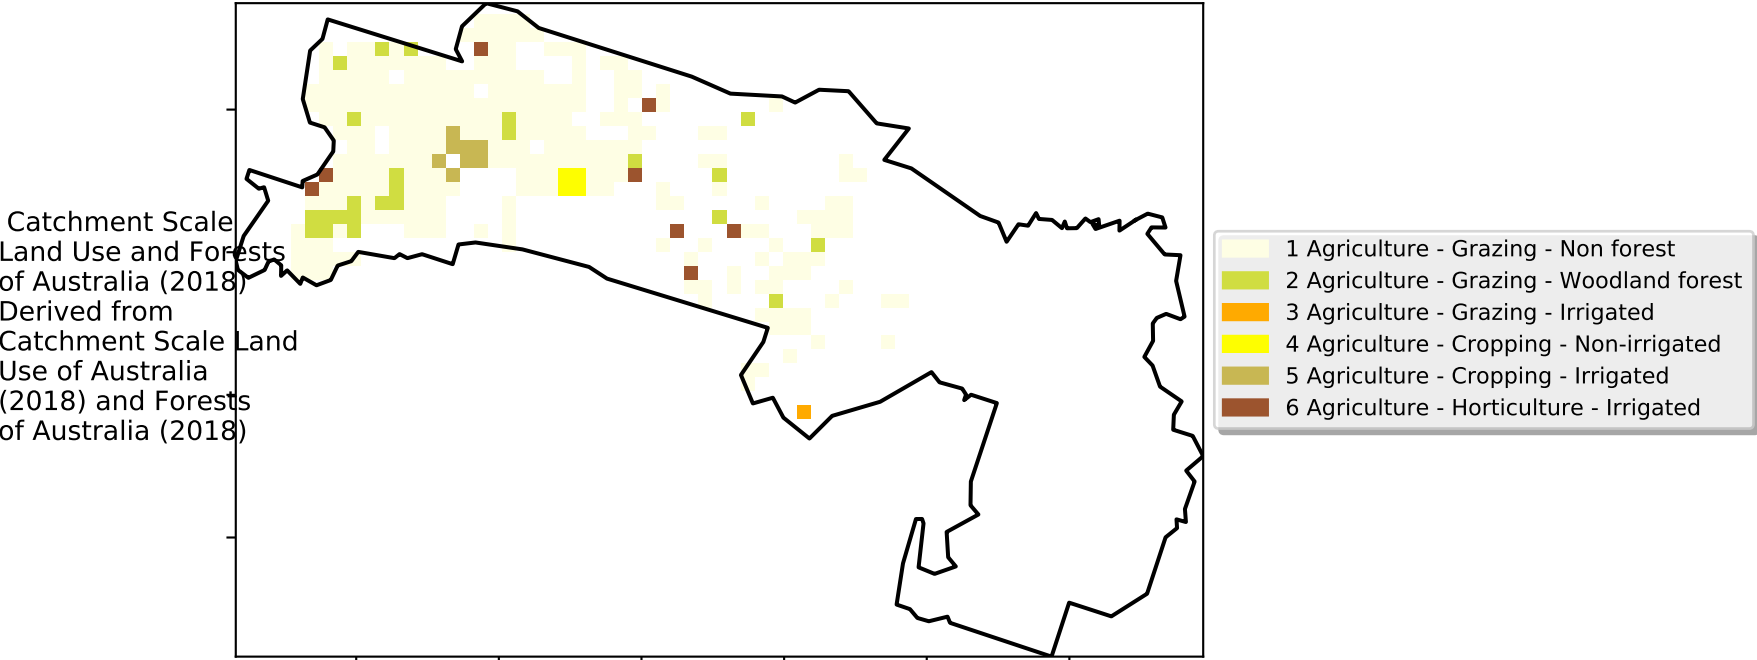 Catchment Scale
Land Use and Forests
of Australia (2018)
Derived from
Catchment Scale Land
Use of Australia
(2018) and Forests
of Australia (2018)
1 Agriculture - Grazing - Non forest
2 Agriculture - Grazing - Woodland forest
3 Agriculture - Grazing - Irrigated
4 Agriculture - Cropping - Non-irrigated
5 Agriculture - Cropping - Irrigated
6 Agriculture - Horticulture - Irrigated